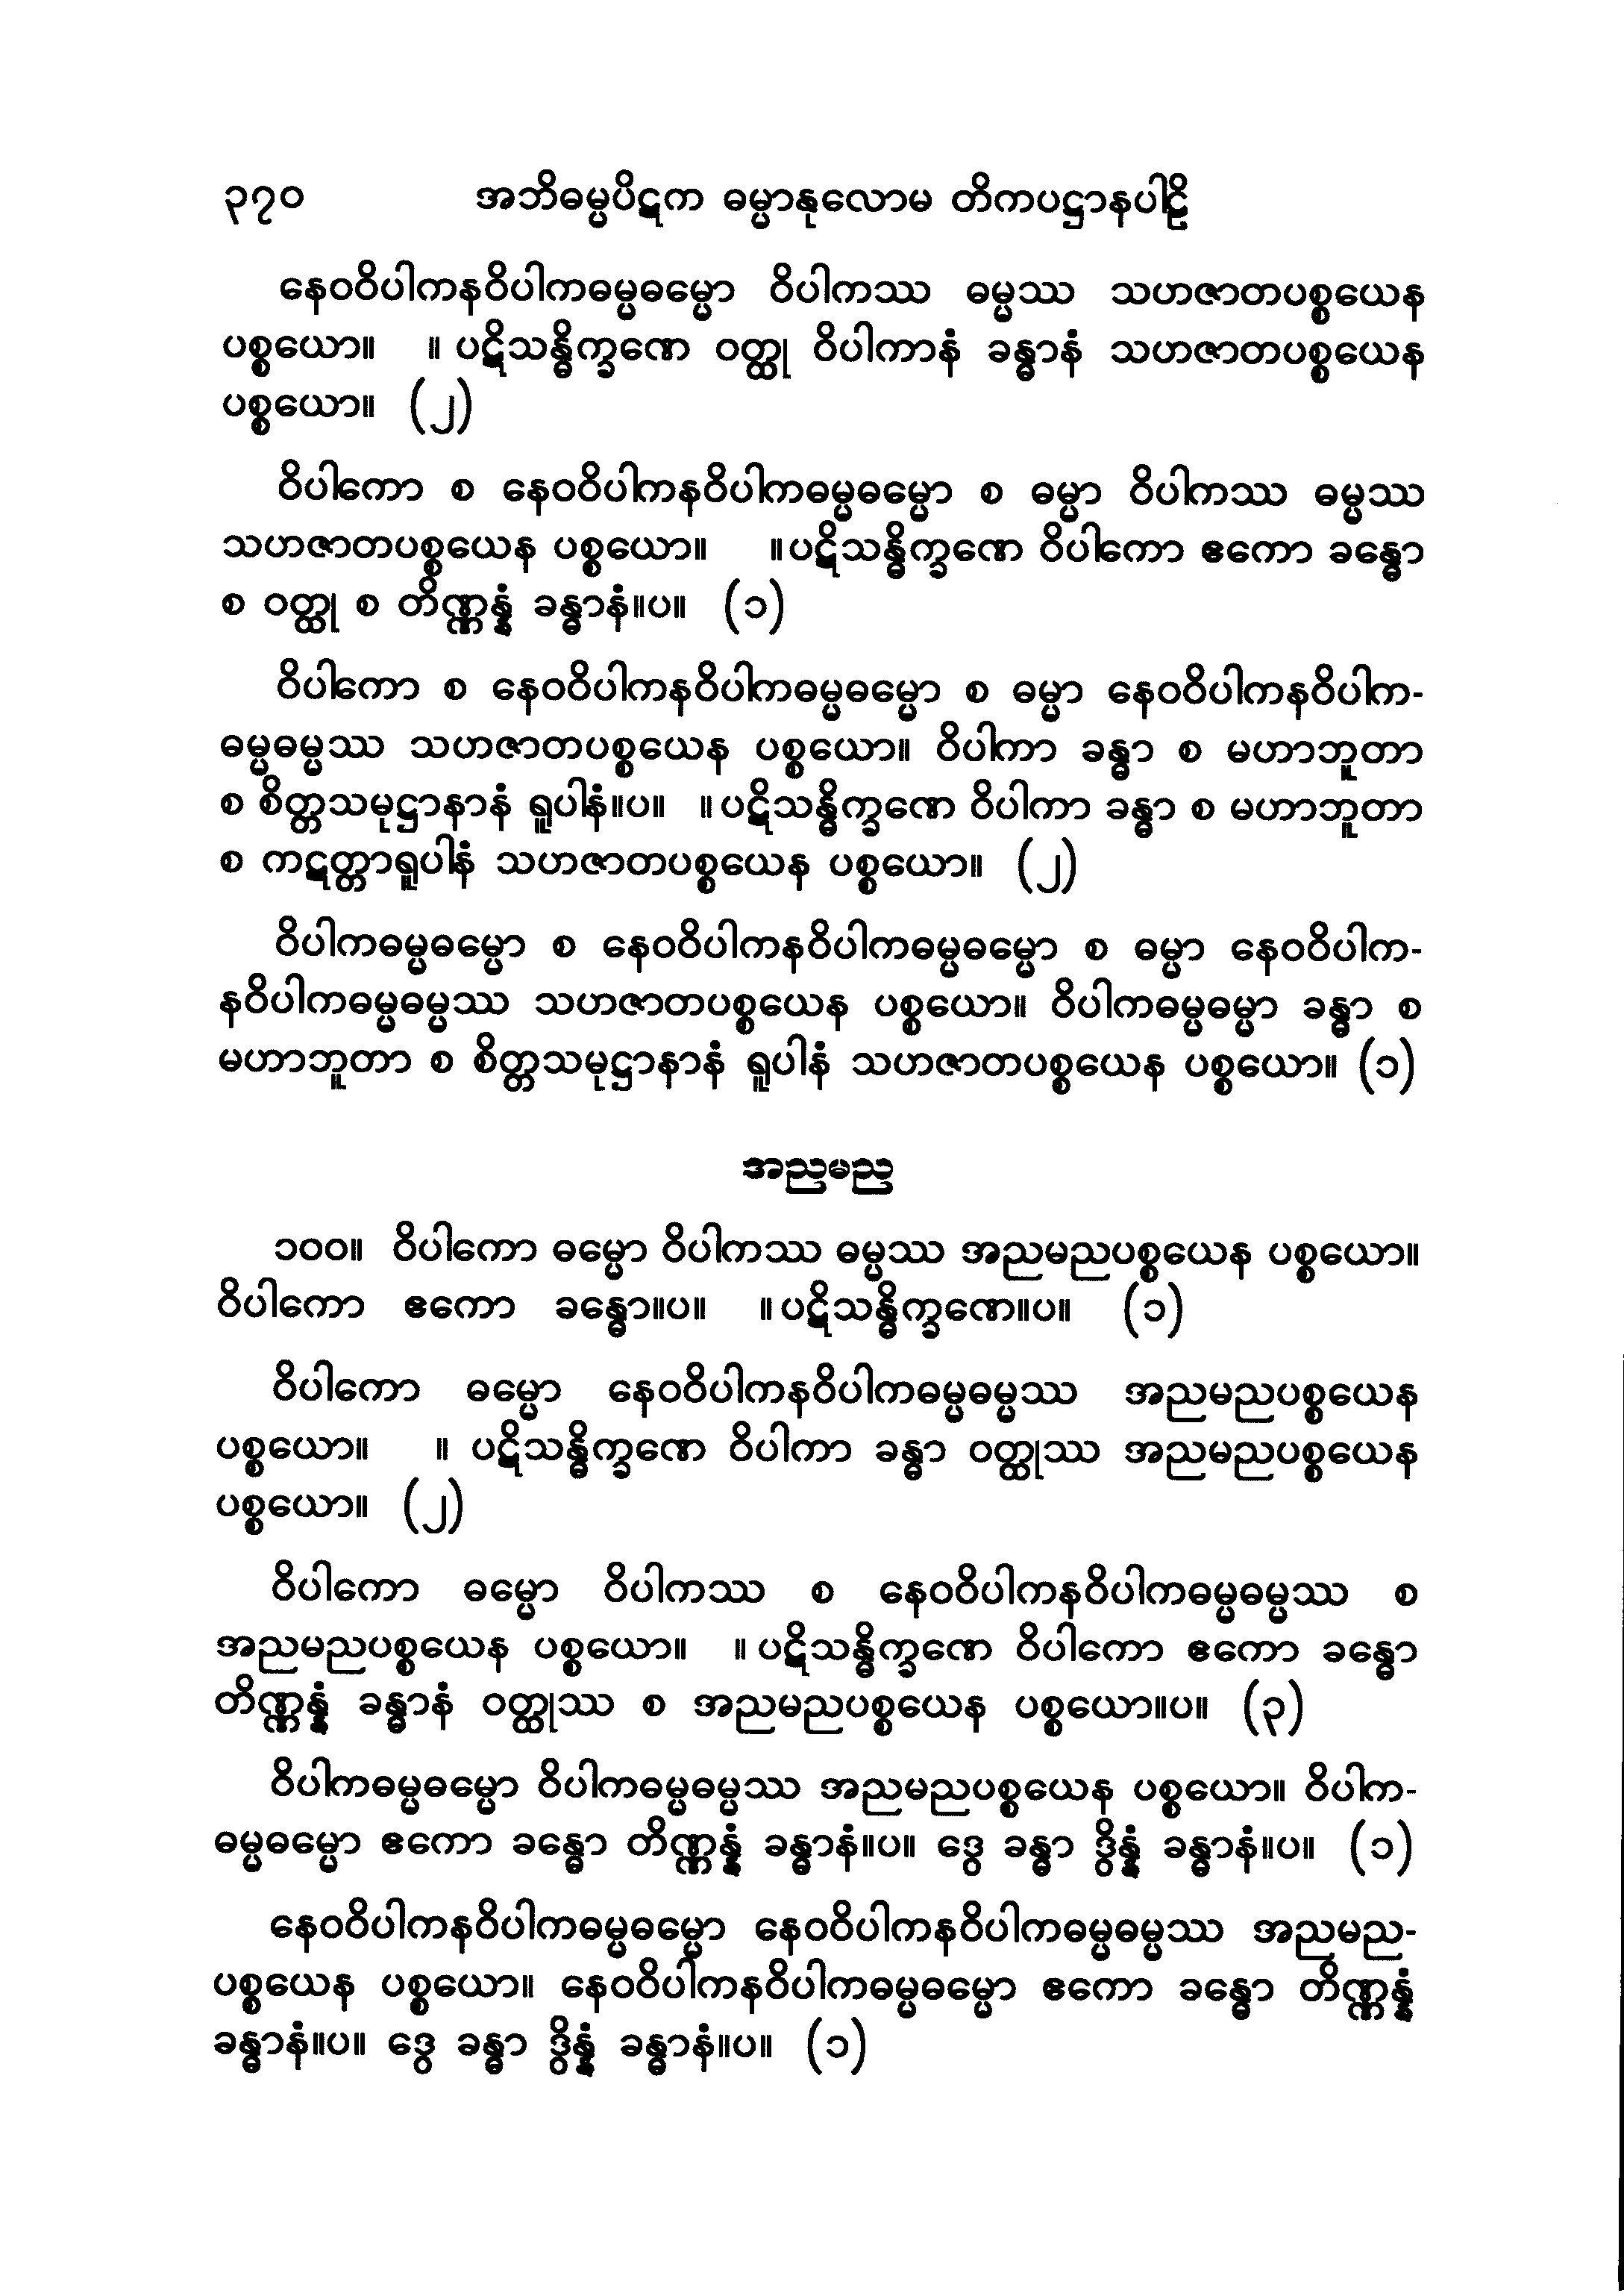 ၃၇၀ အဘိဓမ္မပိဋက ဓမ္မာနုလောမ တိကပဋ္ဌာနပါဠိ
နေဝဝိပါကနဝိပါကဓမ္မဓမ္မော ဝိပါကဿ ဓမ္မဿ သဟဇာတပစ္စယေန
ပစ္စယော။ ။ ပဋိသန္ဓိက္ခဏေ ဝတ္ထု ဝိပါကာနံ ခန္ဓာနံ သဟဇာတပစ္စယေန
ပစ္စယော။ (၂)
ဝိပါကော စ နေဝဝိပါကနဝိပါကဓမ္မဓမ္မော စ ဓမ္မာ ဝိပါကဿ ဓမ္မဿ
သဟဇာတပစ္စယေန ပစ္စယော။ ။ပဋိသန္ဓိက္ခဏေ ဝိပါကော ဧကော ခန္ဓော
စ ဝတ္ထု စ တိဏ္ဏန္နံ ခန္ဓာနံ။ပ။ (၁)
ဝိပါကော စ နေဝဝိပါကနဝိပါကဓမ္မဓမ္မော စ ဓမ္မာ နေဝဝိပါကနဝိပါက-
ဓမ္မဓမ္မဿ သဟဇာတပစ္စယေန ပစ္စယော။ ဝိပါကာ ခန္ဓာ စ မဟာဘူတာ
စ စိတ္တသမုဋ္ဌာနာနံ ရူပါနံ။ပ။ ။ပဋိသန္ဓိက္ခဏေ ဝိပါကာ ခန္ဓာ စ မဟာဘူတာ
စ ကဋတ္တာရူပါနံ သဟဇာတပစ္စယေန ပစ္စယော။ (၂)
ဝိပါကဓမ္မဓမ္မော စ နေဝဝိပါကနဝိပါကဓမ္မဓမ္မော စ ဓမ္မာ နေဝဝိပါက-
နဝိပါကဓမ္မဓမ္မဿ သဟဇာတပစ္စယေန ပစ္စယော။ ဝိပါကဓမ္မဓမ္မာ ခန္ဓာ စ
မဟာဘူတာ စ စိတ္တသမုဋ္ဌာနာနံ ရူပါနံ သဟဇာတပစ္စယေန ပစ္စယော။ (၁)
အညမည
၁၀၀။ ဝိပါကော ဓမ္မော ဝိပါကဿ ဓမ္မဿ အညမညပစ္စယေန ပစ္စယော။
ဝိပါကော ဧကော ခန္ဓော။ပ။ ။ပဋိသန္ဓိက္ခဏေ။ပ။ (၁)
ဝိပါကော ဓမ္မော နေဝဝိပါကနဝိပါကဓမ္မဓမ္မဿ အညမညပစ္စယေန
ပစ္စယော။ ။ ပဋိသန္ဓိက္ခဏေ ဝိပါကာ ခန္ဓာ ဝတ္ထုဿ အညမညပစ္စယေန
ပစ္စယော။ (၂)
ဝိပါကော ဓမ္မော ဝိပါကဿ စ နေဝဝိပါကနဝိပါကဓမ္မဓမ္မဿ စ
အညမညပစ္စယေန ပစ္စယော။ ။ ပဋိသန္ဓိက္ခဏေ ဝိပါကော ဧကော ခန္ဓော
တိဏ္ဏန္နံ ခန္ဓာနံ ဝတ္ထုဿ စ အညမညပစ္စယေန ပစ္စယော။ပ။ (၃)
ဝိပါကဓမ္မဓမ္မော ဝိပါကဓမ္မဓမ္မဿ အညမညပစ္စယေန ပစ္စယော။ ဝိပါက-
ဓမ္မဓမ္မော ဧကော ခန္ဓော တိဏ္ဏန္နံ ခန္ဓာနံ။ပ။ ဒွေ ခန္ဓာ ဒွိန္နံ ခန္ဓာနံ။ပ။ (၁)
နေဝဝိပါကနဝိပါကဓမ္မဓမ္မော နေဝဝိပါကနဝိပါကဓမ္မဓမ္မဿ အညမည-
ပစ္စယေန ပစ္စယော။ နေဝဝိပါကနဝိပါကဓမ္မဓမ္မော ဧကော ခန္ဓော တိဏ္ဏန္နံ
ခန္ဓာနံ။ပ။ ဒွေ ခန္ဓာ ဒွိန္နံ ခန္ဓာနံ။ပ။ (၁)